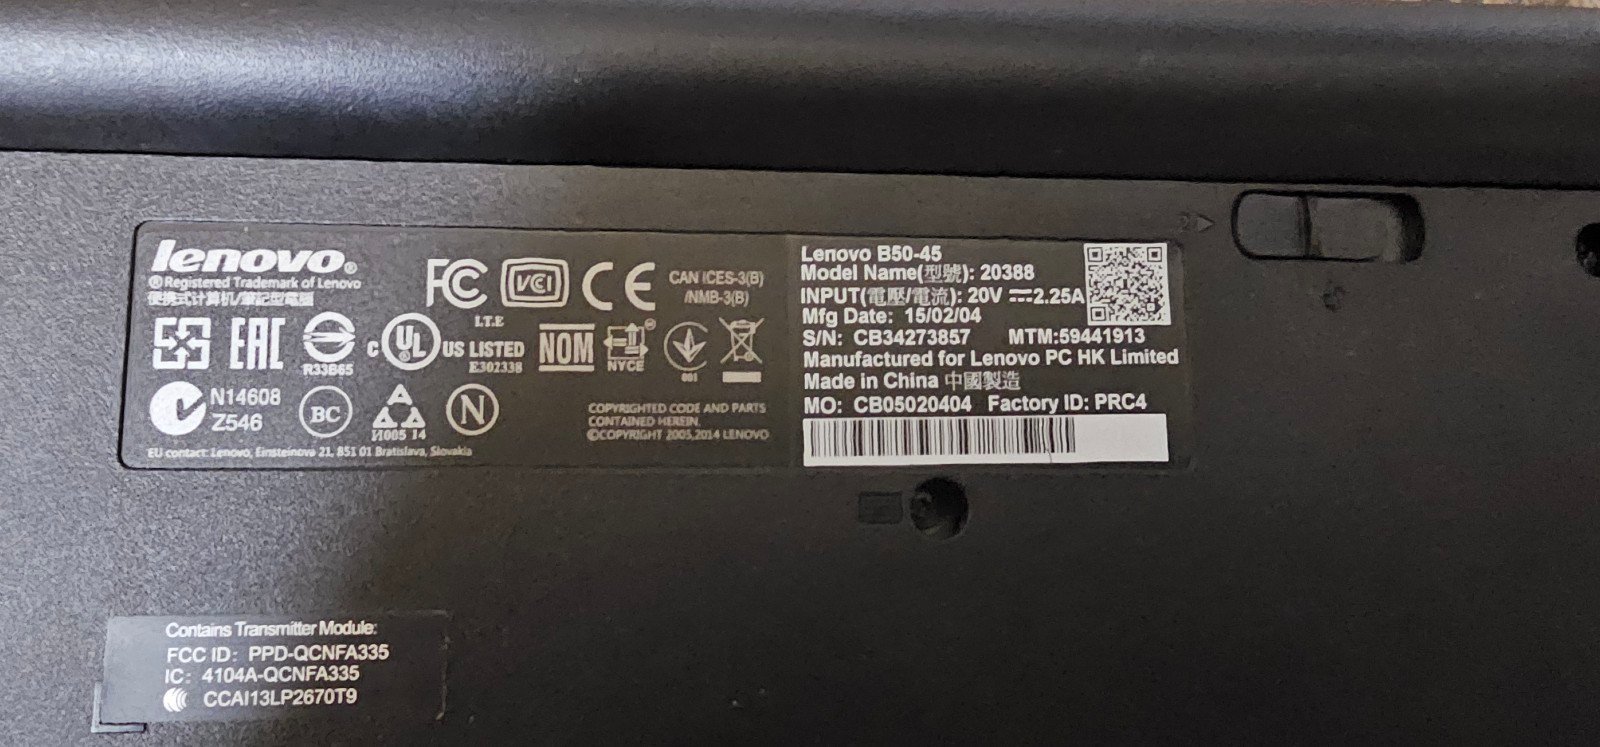 lenovo®
®Registered Trademark of Lenovo
便携式计算机/筆記型電腦
FC
VCI
CE
CAN ICES-3(B)
/NMB-3(B)
I.T.E
EAC
R33B65
c UL US LISTED
E302338
NOM
NYCE
001
N14608
Z546
BC
И005 14
N
COPYRIGHTED CODE AND PARTS
CONTAINED HEREIN.
©COPYRIGHT 2005,2014 LENOVO
EU contact: Lenovo, Einsteinova 21, 851 01 Bratislava, Slovakia
Lenovo B50-45
Model Name(型號): 20388
INPUT(電壓/電流): 20V ⎓2.25A
Mfg Date: 15/02/04
S/N: CB34273857 MTM:59441913
Manufactured for Lenovo PC HK Limited
Made in China 中國製造
MO: CB05020404 Factory ID: PRC4
2
Contains Transmitter Module:
FCC ID: PPD-QCNFA335
IC: 4104A-QCNFA335
CCAI13LP2670T9